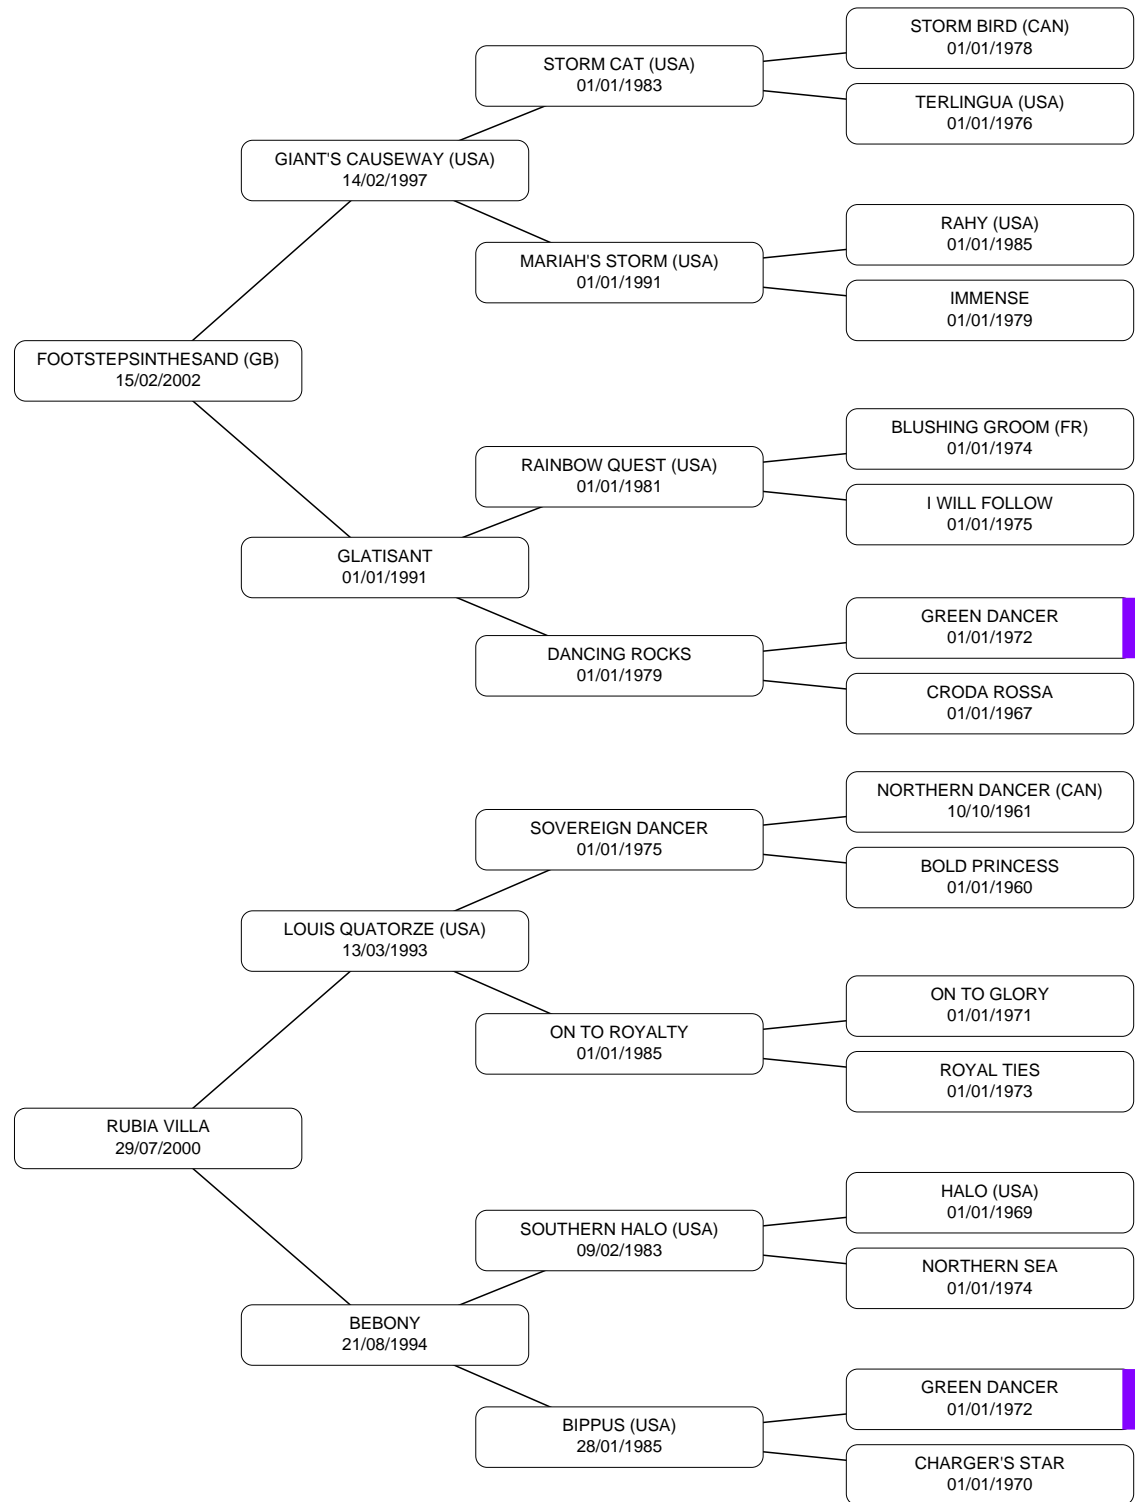 STORM BIRD (CAN)
01/01/1978
STORM CAT (USA)
01/01/1983
TERLINGUA (USA)
01/01/1976
GIANT'S CAUSEWAY (USA)
14/02/1997
RAHY (USA)
01/01/1985
MARIAH'S STORM (USA)
01/01/1991
IMMENSE
01/01/1979
FOOTSTEPSINTHESAND (GB)
15/02/2002
BLUSHING GROOM (FR)
01/01/1974
RAINBOW QUEST (USA)
01/01/1981
I WILL FOLLOW
01/01/1975
GLATISANT
01/01/1991
GREEN DANCER
01/01/1972
DANCING ROCKS
01/01/1979
CRODA ROSSA
01/01/1967
NORTHERN DANCER (CAN)
10/10/1961
SOVEREIGN DANCER
01/01/1975
BOLD PRINCESS
01/01/1960
LOUIS QUATORZE (USA)
13/03/1993
ON TO GLORY
01/01/1971
ON TO ROYALTY
01/01/1985
ROYAL TIES
01/01/1973
RUBIA VILLA
29/07/2000
HALO (USA)
01/01/1969
SOUTHERN HALO (USA)
09/02/1983
NORTHERN SEA
01/01/1974
BEBONY
21/08/1994
GREEN DANCER
01/01/1972
BIPPUS (USA)
28/01/1985
CHARGER'S STAR
01/01/1970